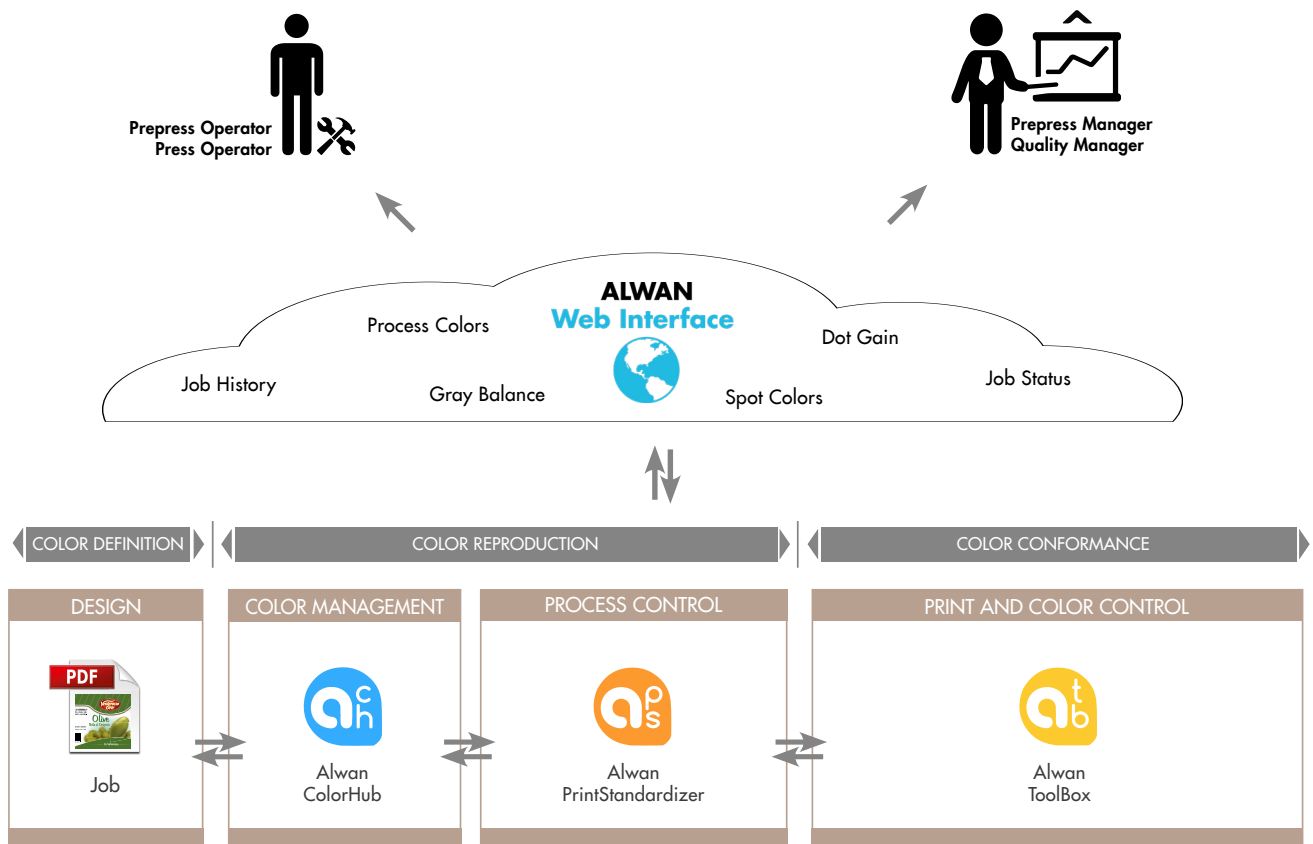 Prepress Operator
Press Operator
Prepress Manager
Quality Manager
ALWAN
Web Interface
Process Colors
Dot Gain
Job History
Gray Balance
Spot Colors
Job Status
COLOR DEFINITION
COLOR REPRODUCTION
COLOR CONFORMANCE
DESIGN
COLOR MANAGEMENT
PROCESS CONTROL
PRINT AND COLOR CONTROL
PDF
Olive
a c h
a p s
a t b
Job
Alwan
ColorHub
Alwan
PrintStandardizer
Alwan
ToolBox